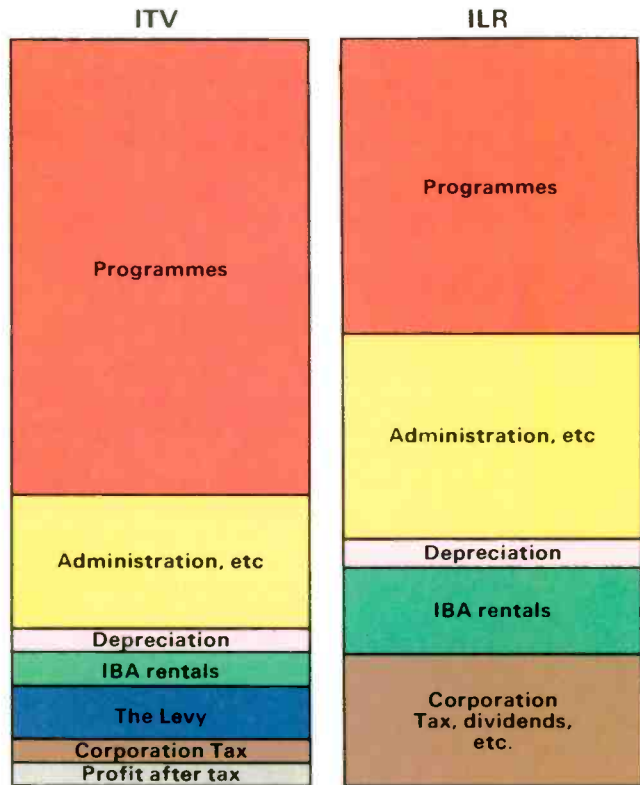 ITV
Programmes
Administration, etc
Depreciation
IBA rentals
The Levy
Corporation Tax
Profit after tax
ILR
Programmes
Administration, etc
Depreciation
IBA rentals
Corporation
Tax, dividends,
etc.